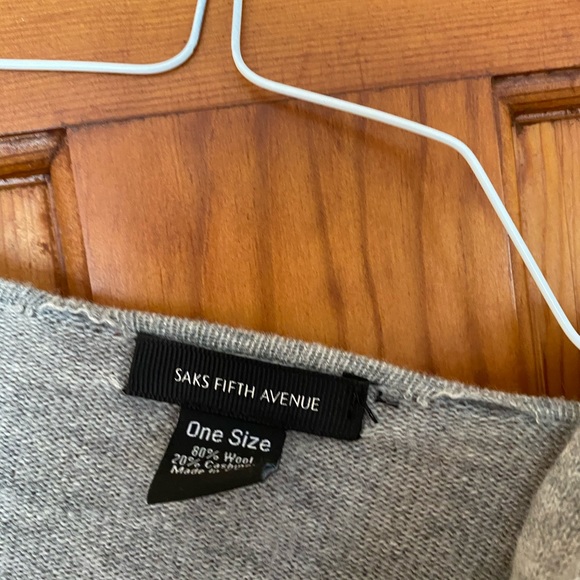 SAKS FIFTH AVENUE
One Size
80% Wool
20%
Made